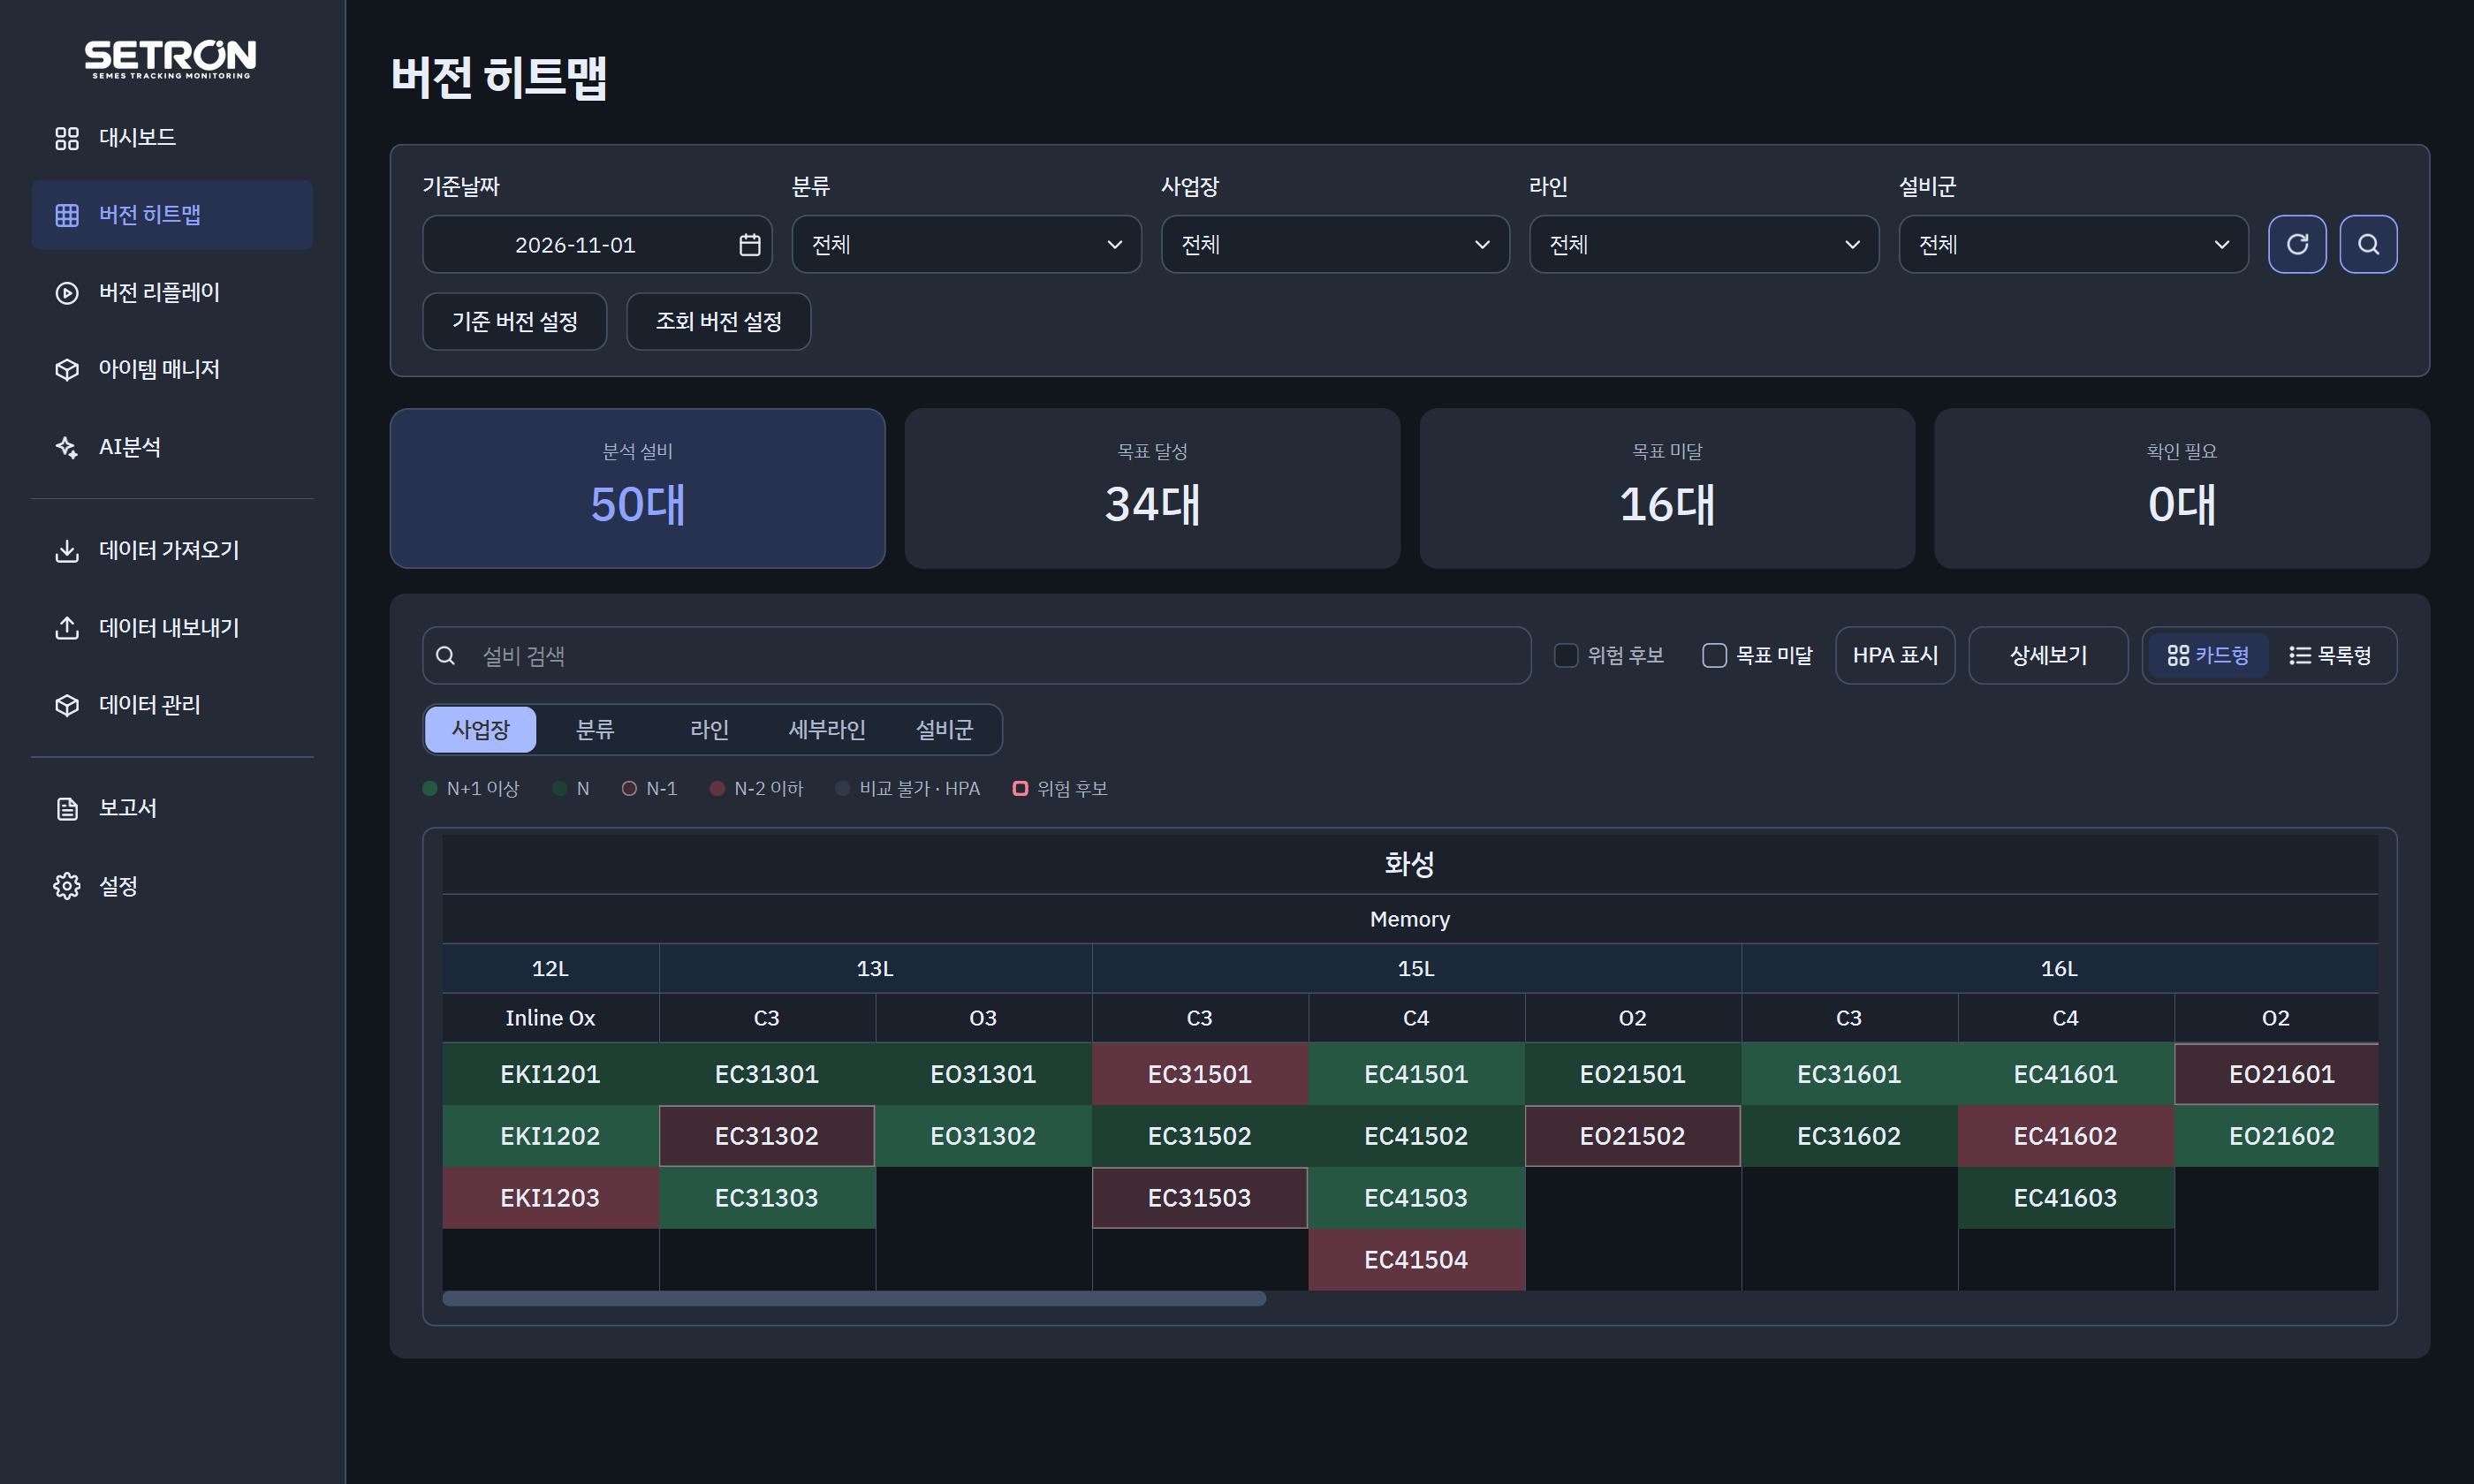 SETRON
SEMES TRACKING MONITORING
대시보드
버전 히트맵
버전 리플레이
아이템 매니저
AI분석
데이터 가져오기
데이터 내보내기
데이터 관리
보고서
설정
버전 히트맵
기준날짜 분류 사업장 라인 설비군
2026-11-01 전체 전체 전체 전체
기준 버전 설정 조회 버전 설정
분석 설비 목표 달성 목표 미달 확인 필요
50대 34대 16대 0대
설비 검색 위험 후보 목표 미달 HPA 표시 상세보기 카드형 목록형
사업장 분류 라인 세부라인 설비군
N+1 이상 N N-1 N-2 이하 비교 불가 · HPA 위험 후보
화성
Memory
12L 13L 15L 16L
Inline Ox C3 O3 C3 C4 O2 C3 C4 O2
EKI1201 EC31301 EO31301 EC31501 EC41501 EO21501 EC31601 EC41601 EO21601
EKI1202 EC31302 EO31302 EC31502 EC41502 EO21502 EC31602 EC41602 EO21602
EKI1203 EC31303 EC31503 EC41503 EC41603
EC41504